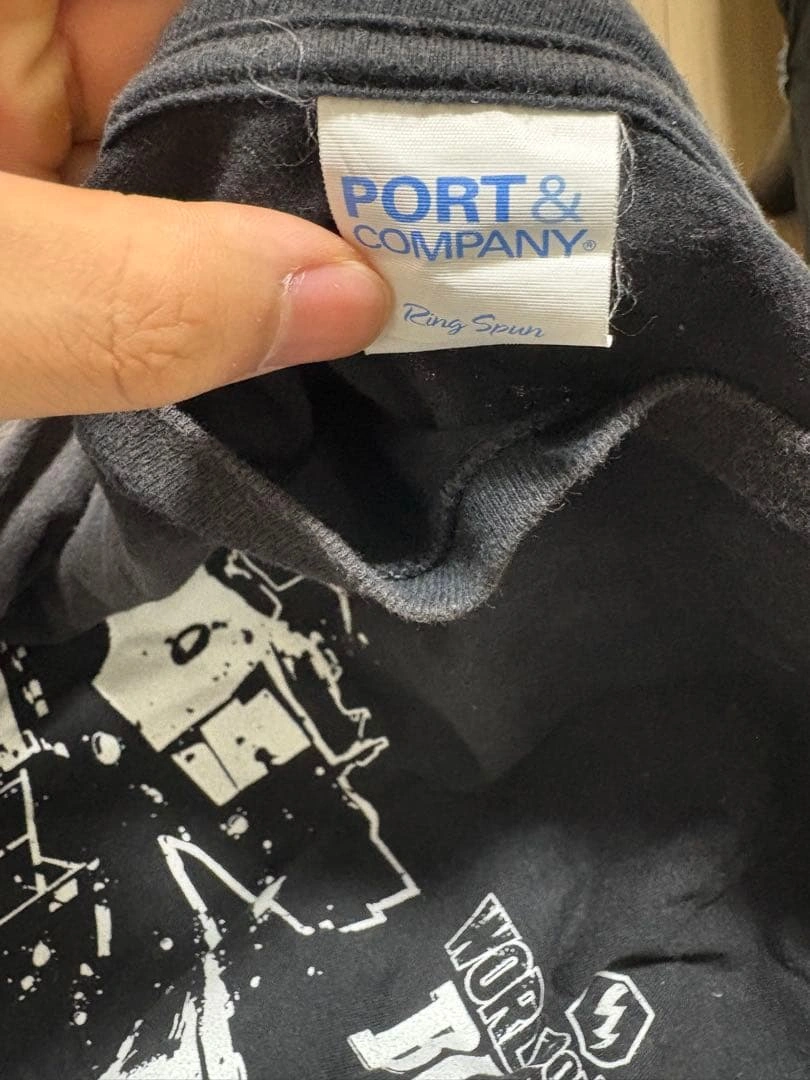 PORT &
COMPANY®
Ring Spun